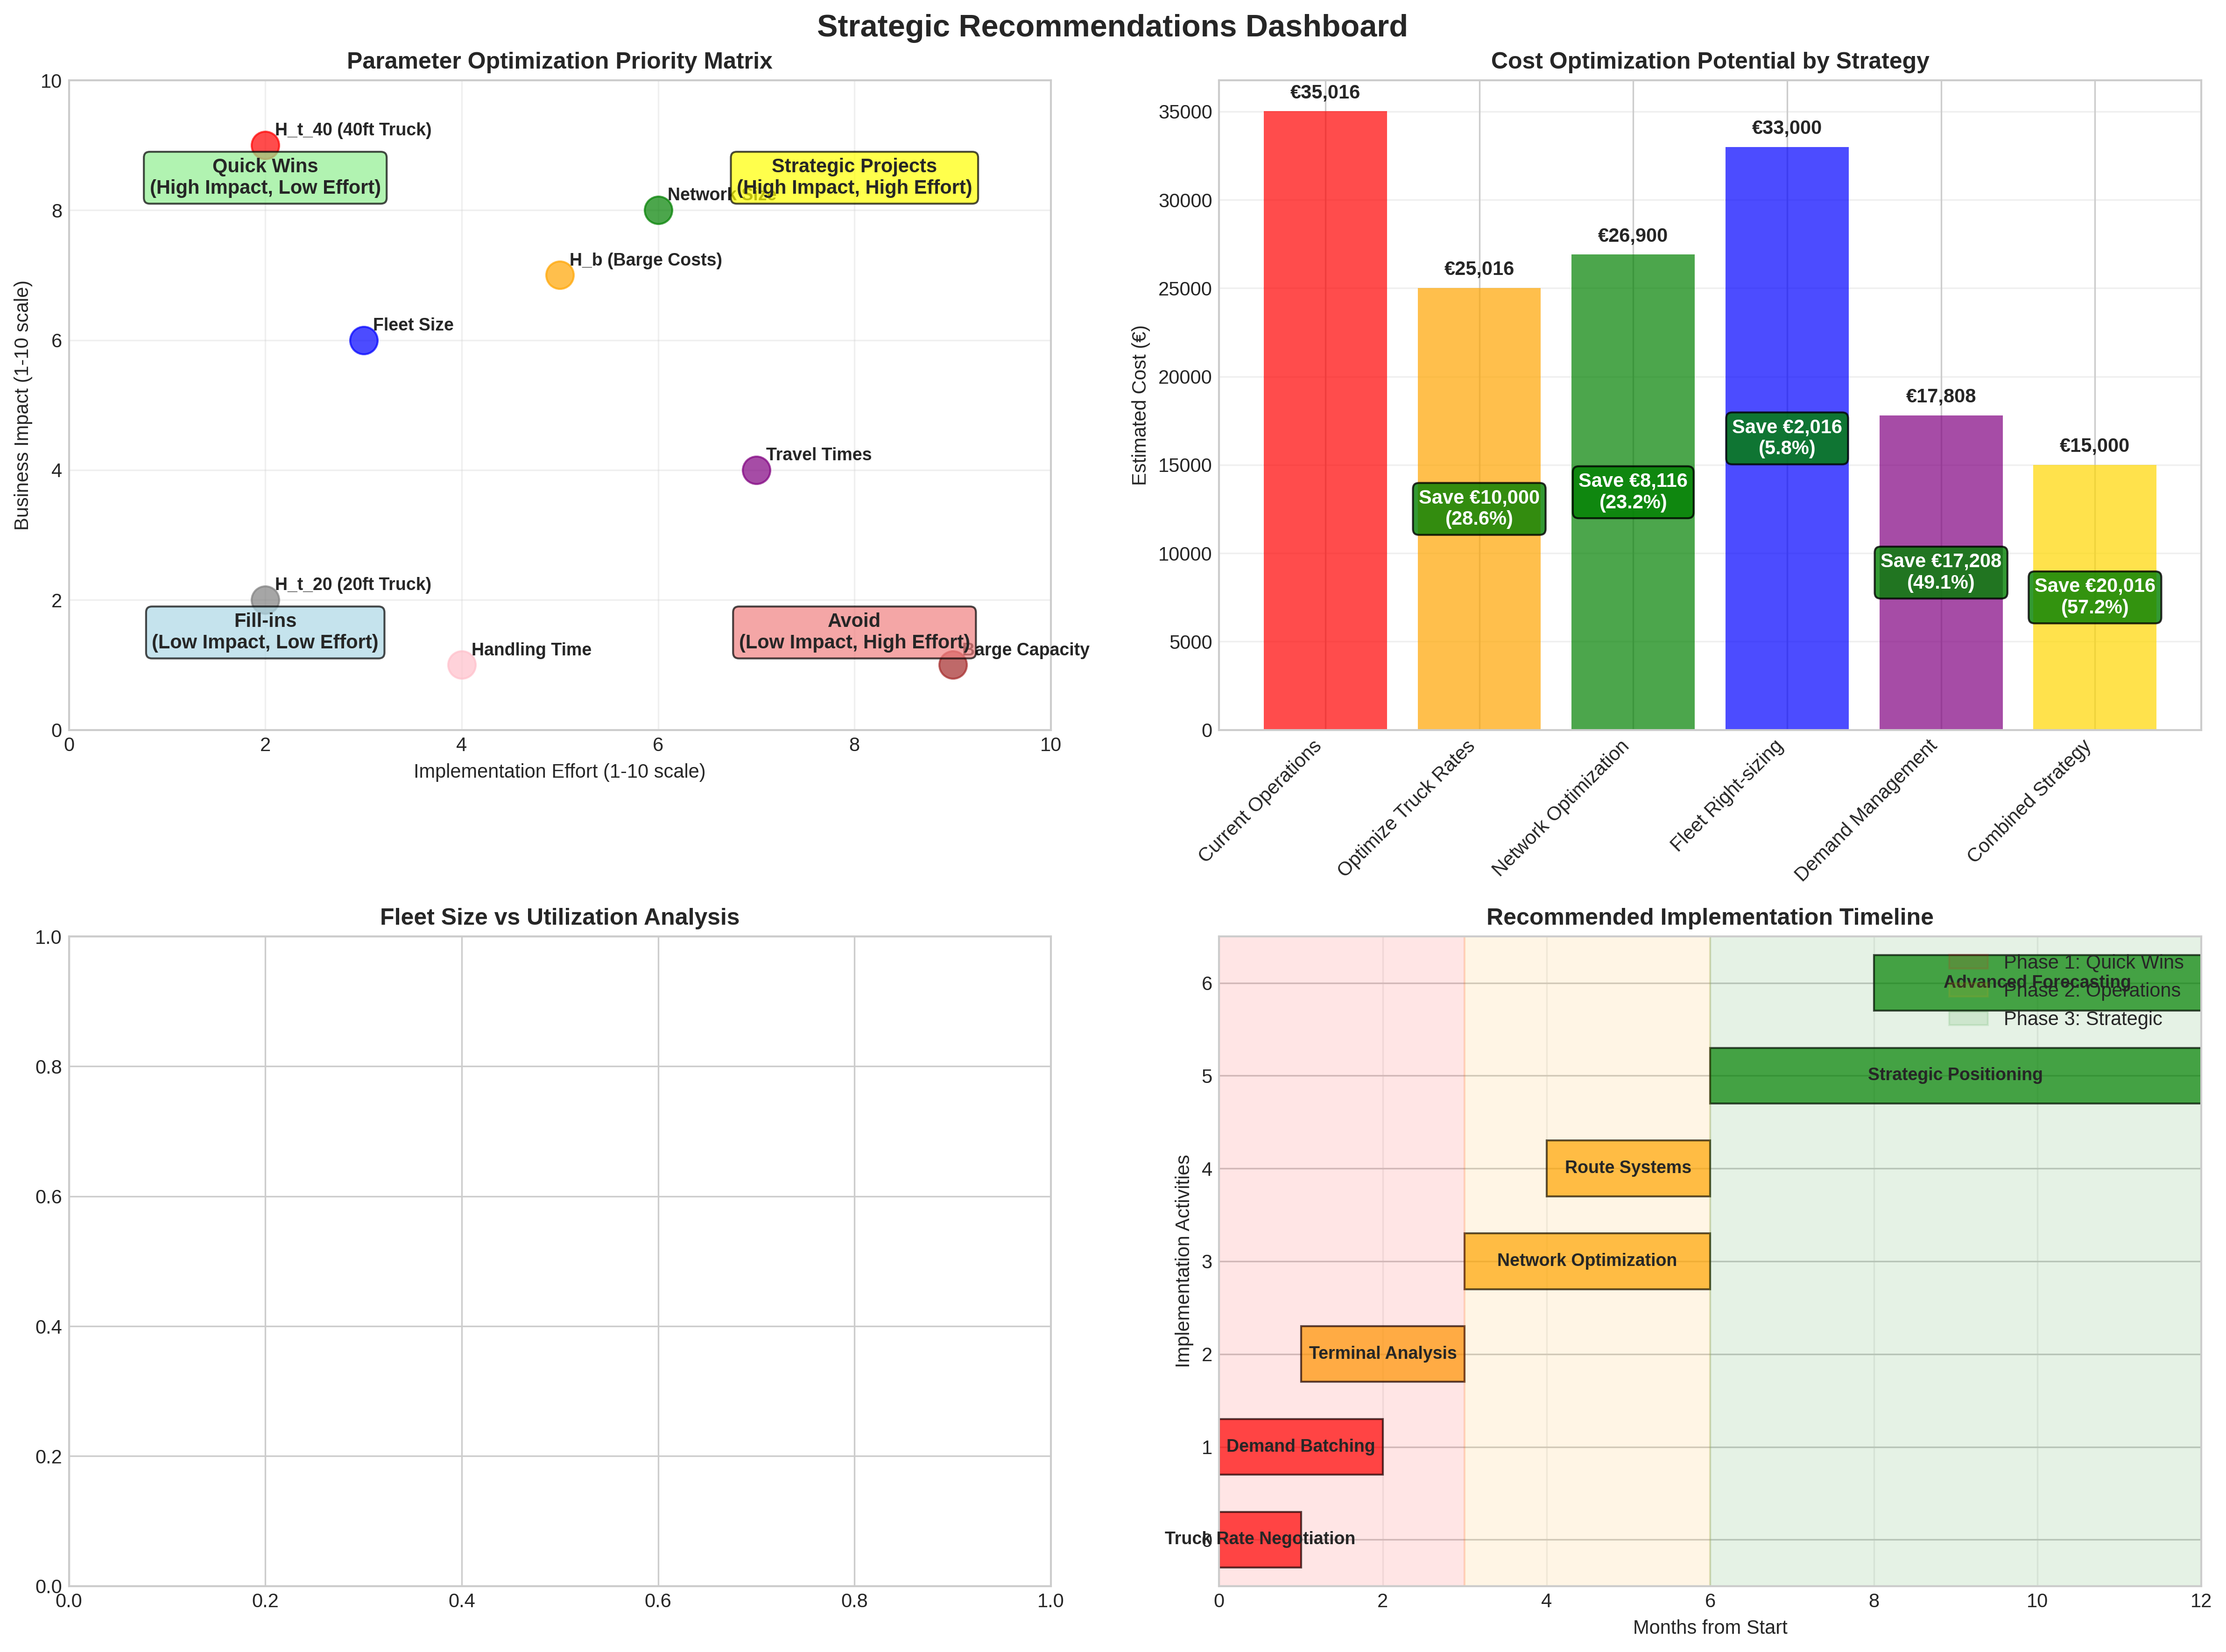 Strategic Recommendations Dashboard
Parameter Optimization Priority Matrix
Business Impact (1-10 scale)
10
8
6
4
2
0
H_t_40 (40ft Truck)
Quick Wins
(High Impact, Low Effort)
Strategic Projects
(High Impact, High Effort)
Network Size
H_b (Barge Costs)
Fleet Size
Travel Times
H_t_20 (20ft Truck)
Fill-ins
(Low Impact, Low Effort)
Handling Time
Avoid
(Low Impact, High Effort)
Barge Capacity
0 2 4 6 8 10
Implementation Effort (1-10 scale)
Cost Optimization Potential by Strategy
Estimated Cost (€)
35000
30000
25000
20000
15000
10000
5000
0
€35,016
€25,016
€26,900
€33,000
€17,808
€15,000
Save €10,000
(28.6%)
Save €8,116
(23.2%)
Save €2,016
(5.8%)
Save €17,208
(49.1%)
Save €20,016
(57.2%)
Current Operations
Optimize Truck Rates
Network Optimization
Fleet Right-sizing
Demand Management
Combined Strategy
Fleet Size vs Utilization Analysis
1.0
0.8
0.6
0.4
0.2
0.0
0.0 0.2 0.4 0.6 0.8 1.0
Recommended Implementation Timeline
Implementation Activities
6
5
4
3
2
1
0
Phase 1: Quick Wins
Phase 2: Operations
Phase 3: Strategic
Advanced Forecasting
Strategic Positioning
Route Systems
Network Optimization
Terminal Analysis
Demand Batching
Truck Rate Negotiation
0 2 4 6 8 10 12
Months from Start